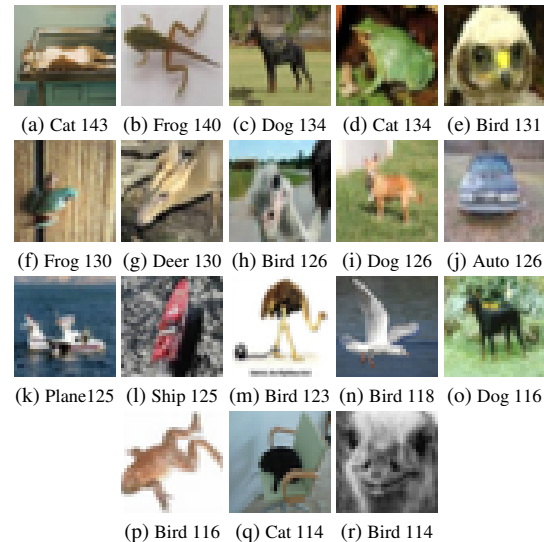 (a) Cat 143 (b) Frog 140 (c) Dog 134 (d) Cat 134 (e) Bird 131
(f) Frog 130 (g) Deer 130 (h) Bird 126 (i) Dog 126 (j) Auto 126
(k) Plane125 (l) Ship 125 (m) Bird 123 (n) Bird 118 (o) Dog 116
(p) Bird 116 (q) Cat 114 (r) Bird 114